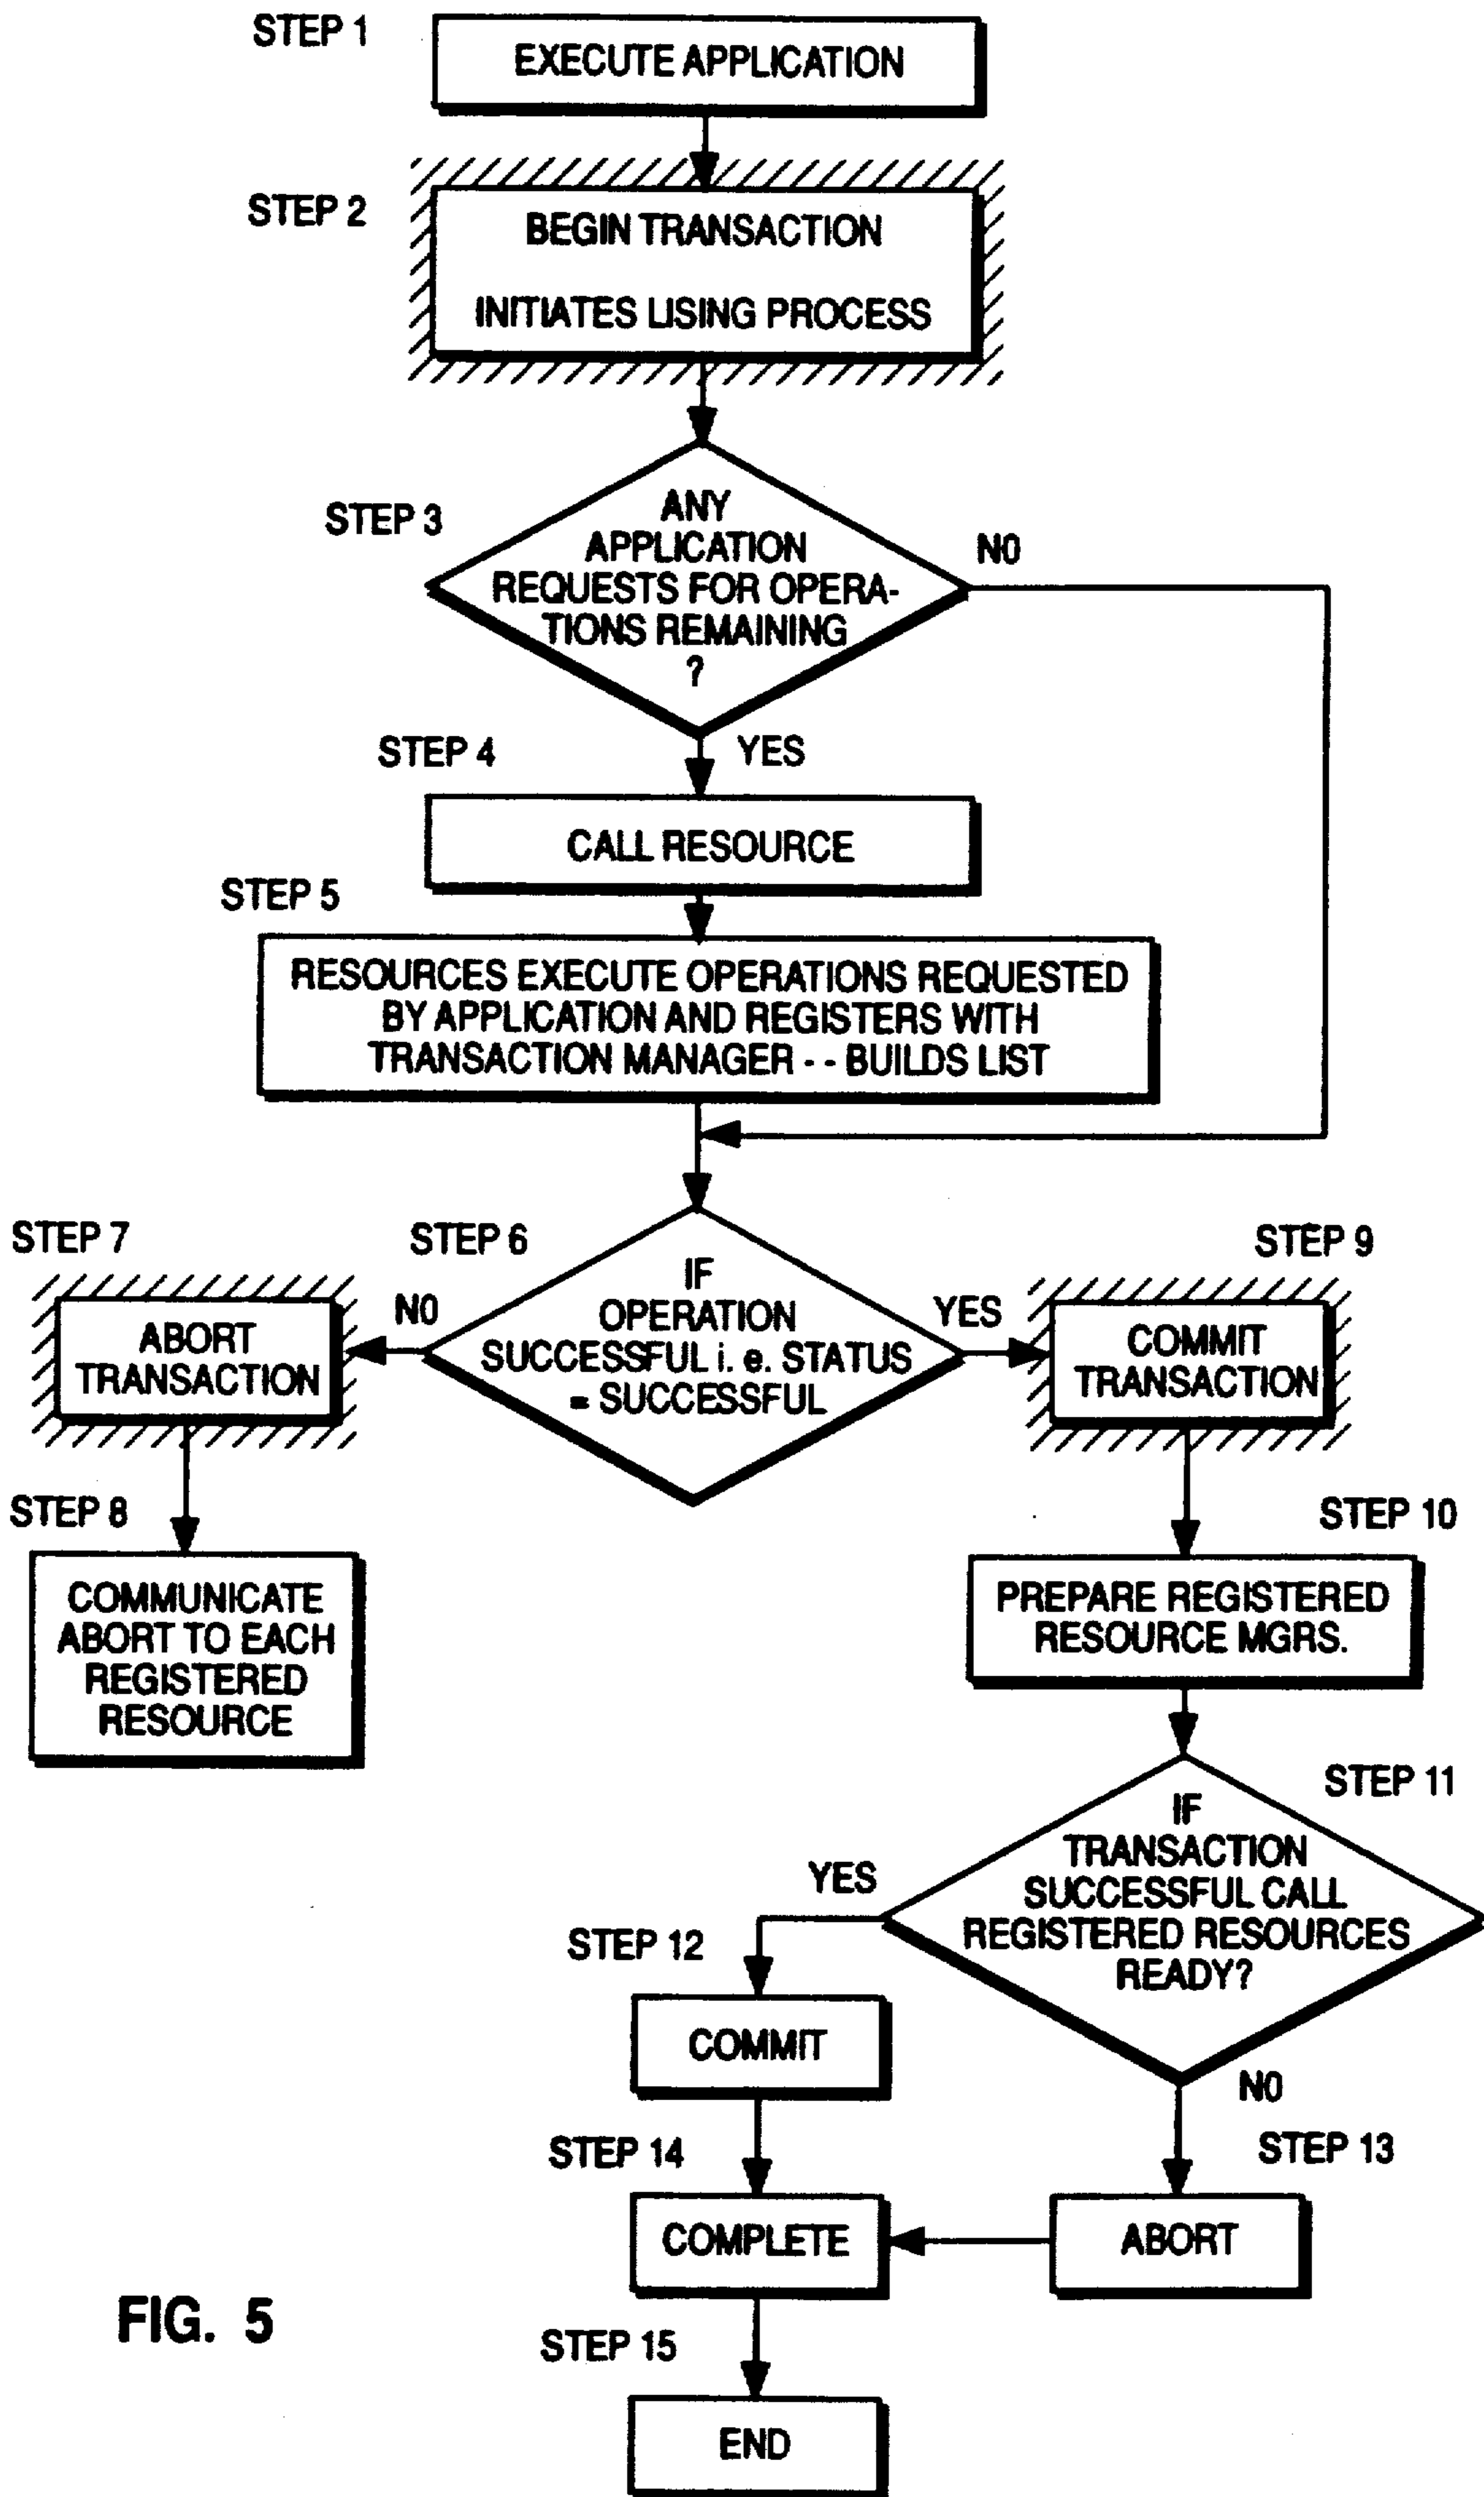 STEP 1
EXECUTE APPLICATION
STEP 2
BEGIN TRANSACTION
INITIATES LISING PROCESS
STEP 3
ANY
APPLICATION
REQUESTS FOR OPERA-
TIONS REMAINING
?
NO
STEP 4
YES
CALL RESOURCE
STEP 5
RESOURCES EXECUTE OPERATIONS REQUESTED
BY APPLICATION AND REGISTERS WITH
TRANSACTION MANAGER - - BUILDS LIST
STEP 7
STEP 6
STEP 9
IF
OPERATION
SUCCESSFUL i. e. STATUS
= SUCCESSFUL
NO
YES
ABORT
TRANSACTION
COMMIT
TRANSACTION
STEP 8
COMMUNICATE
ABORT TO EACH
REGISTERED
RESOURCE
STEP 10
PREPARE REGISTERED
RESOURCE MGRS.
STEP 11
IF
TRANSACTION
SUCCESSFUL CALL
REGISTERED RESOURCES
READY?
YES
STEP 12
COMMIT
NO
STEP 13
STEP 14
COMPLETE
ABORT
FIG. 5
STEP 15
END